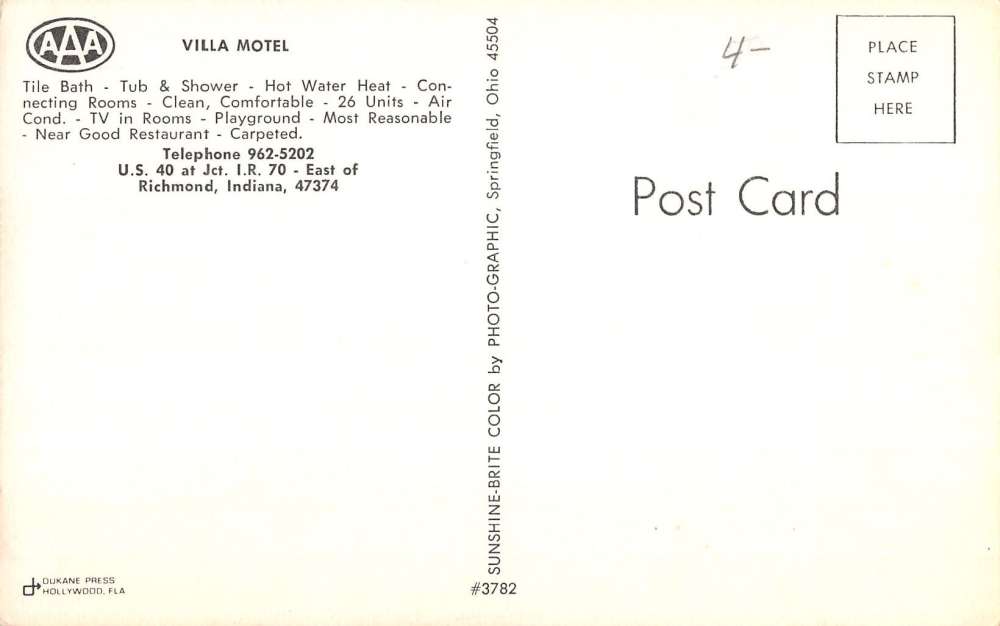 AAA
VILLA MOTEL
Tile Bath - Tub & Shower - Hot Water Heat - Con-
necting Rooms - Clean, Comfortable - 26 Units - Air
Cond. - TV in Rooms - Playground - Most Reasonable
- Near Good Restaurant - Carpeted.
Telephone 962-5202
U.S. 40 at Jct. I.R. 70 - East of
Richmond, Indiana, 47374
DUKANE PRESS
HOLLYWOOD, FLA
SUNSHINE-BRITE COLOR by PHOTO-GRAPHIC, Springfield, Ohio 45504
#3782
4-
PLACE
STAMP
HERE
Post Card